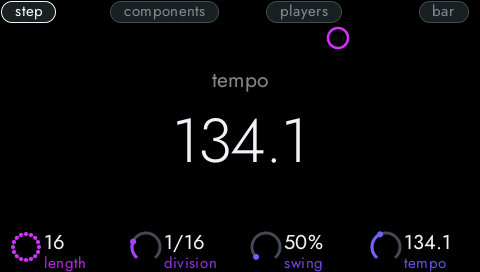 step components players bar
tempo
134.1
16 1/16 50% 134.1
length division swing tempo